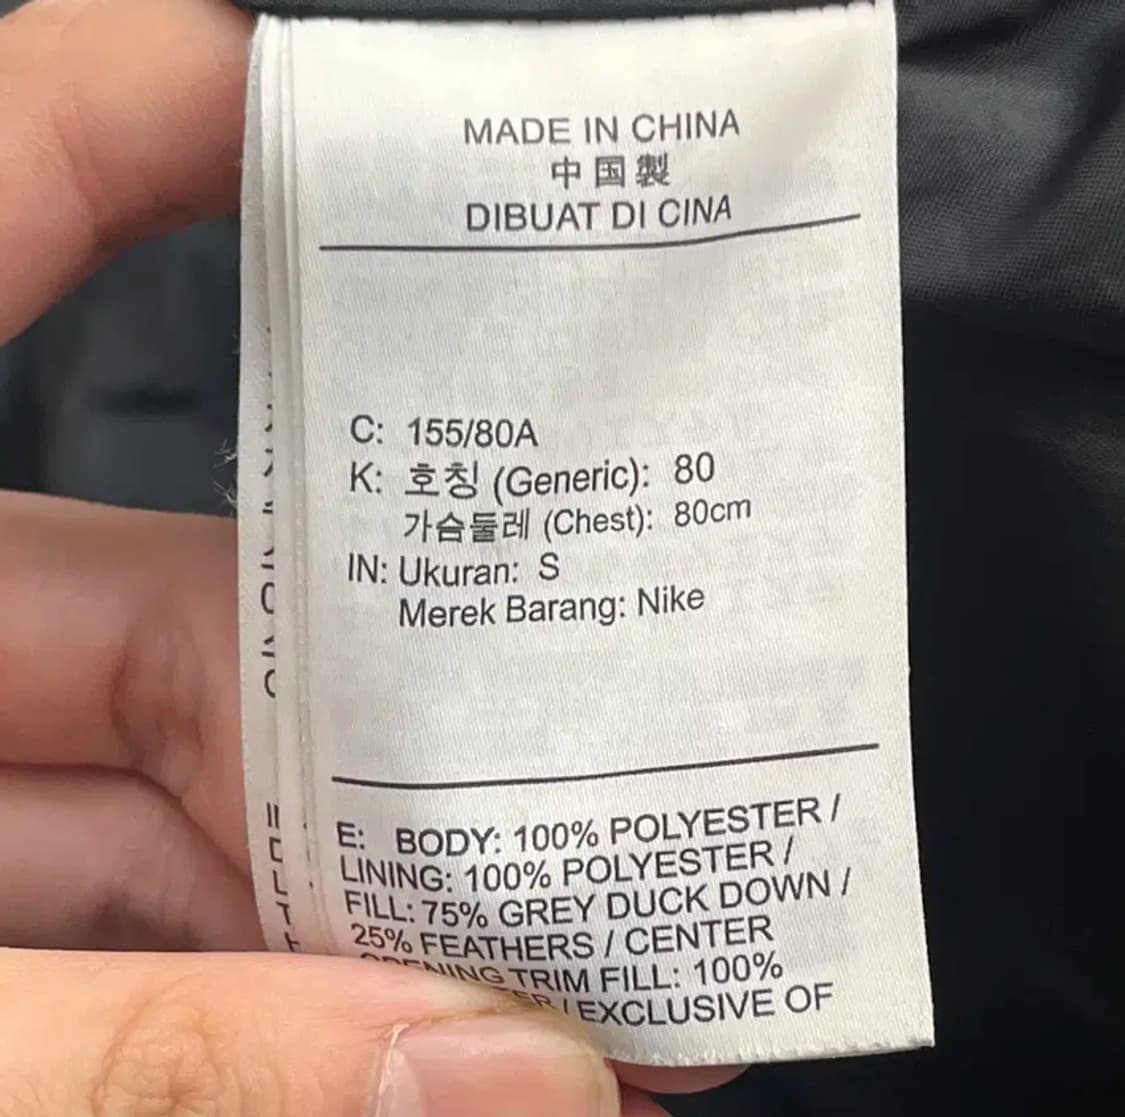 MADE IN CHINA
中国製
DIBUAT DI CINA
C: 155/80A
K: 호칭 (Generic): 80
가슴둘레 (Chest): 80cm
IN: Ukuran: S
Merek Barang: Nike
E: BODY: 100% POLYESTER /
LINING: 100% POLYESTER /
FILL: 75% GREY DUCK DOWN /
25% FEATHERS / CENTER
OPENING TRIM FILL: 100%
/ EXCLUSIVE OF